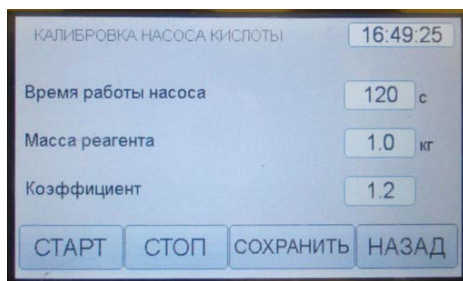 КАЛИБРОВКА НАСОСА КИСЛОТЫ 16:49:25
Время работы насоса 120 с
Масса реагента 1.0 кг
Коэффициент 1.2
СТАРТ СТОП СОХРАНИТЬ НАЗАД